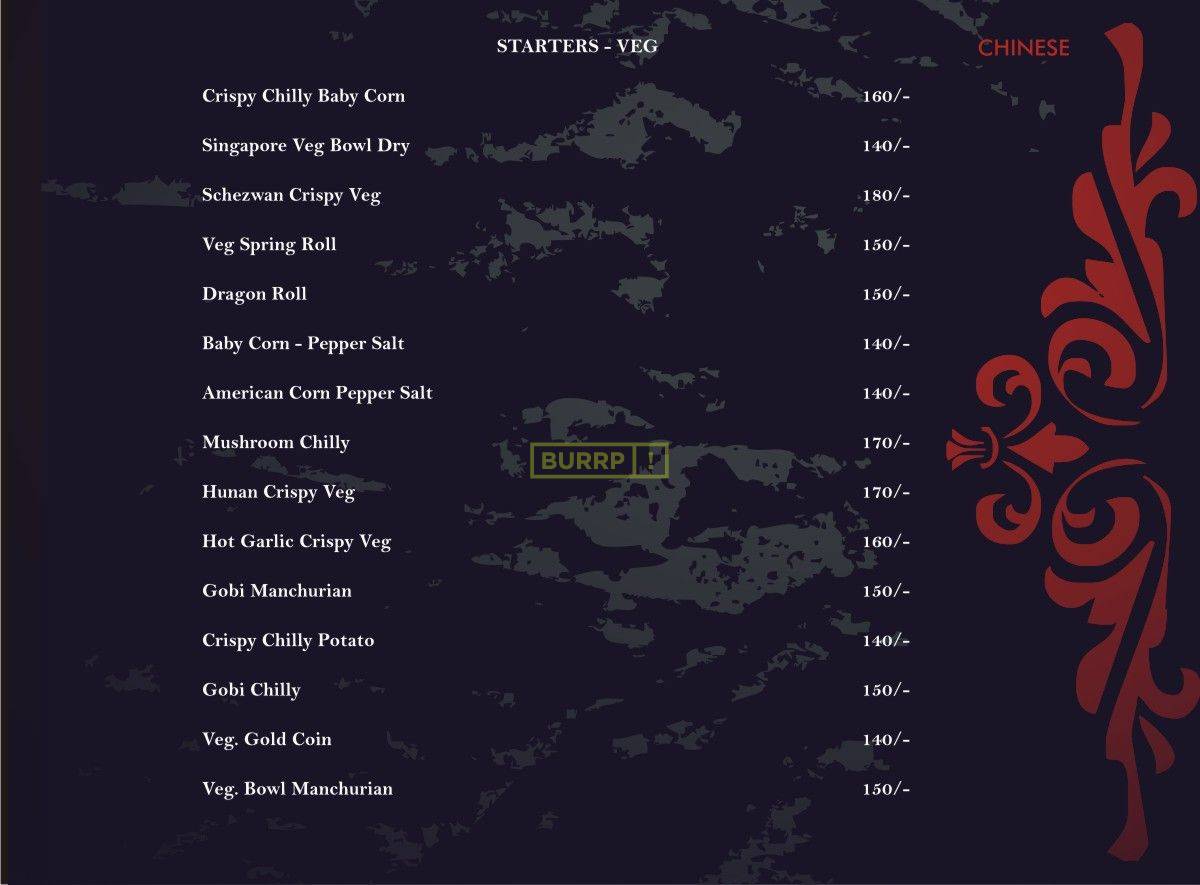 STARTERS - VEG
CHINESE
Crispy Chilly Baby Corn 160/-
Singapore Veg Bowl Dry 140/-
Schezwan Crispy Veg 180/-
Veg Spring Roll 150/-
Dragon Roll 150/-
Baby Corn - Pepper Salt 140/-
American Corn Pepper Salt 140/-
Mushroom Chilly 170/-
BURRP !
Hunan Crispy Veg 170/-
Hot Garlic Crispy Veg 160/-
Gobi Manchurian 150/-
Crispy Chilly Potato 140/-
Gobi Chilly 150/-
Veg. Gold Coin 140/-
Veg. Bowl Manchurian 150/-